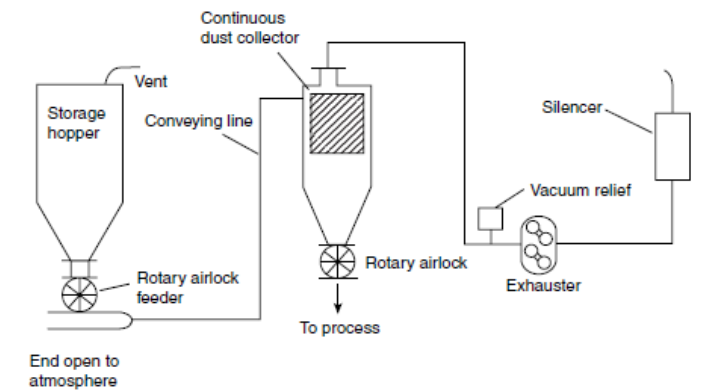 Continuous
dust collector
Vent
Storage
hopper
Conveying line
Silencer
Vacuum relief
Rotary airlock
feeder
Rotary airlock
Exhauster
To process
End open to
atmosphere